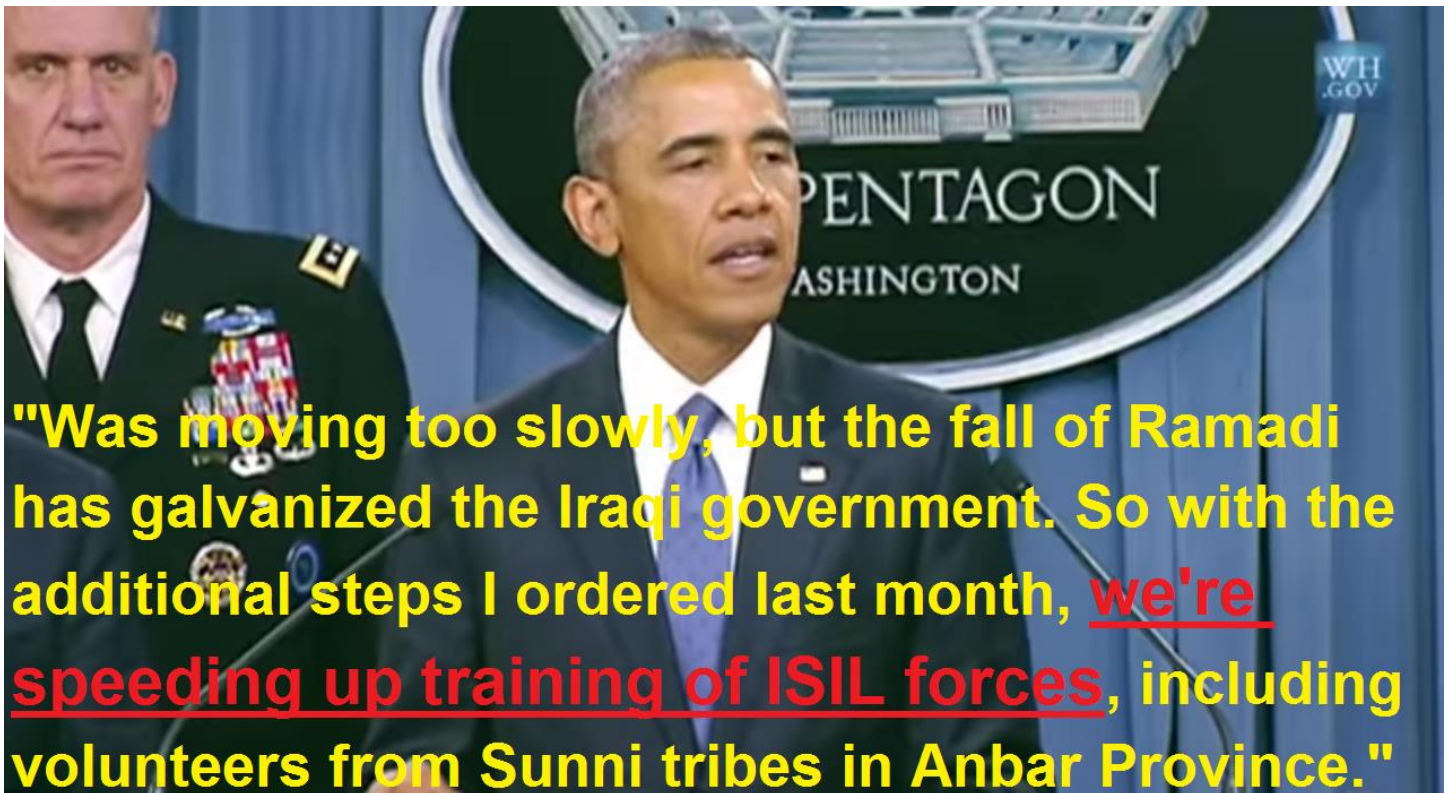 WH
.GOV
PENTAGON
ASHINGTON
"Was moving too slowly, but the fall of Ramadi
has galvanized the Iraqi government. So with the
additional steps I ordered last month, we're
speeding up training of ISIL forces, including
volunteers from Sunni tribes in Anbar Province."